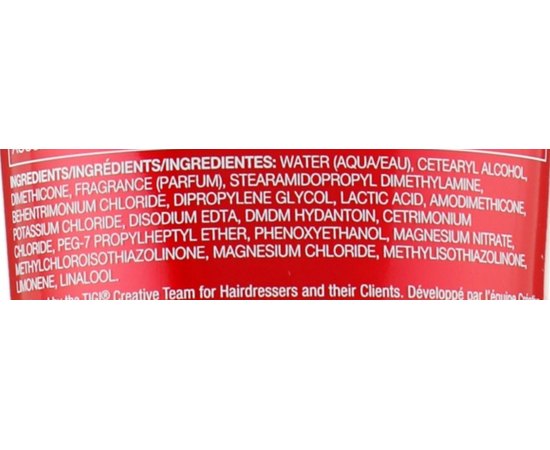 INGREDIENTS/INGRÉDIENTS/INGREDIENTES: WATER (AQUA/EAU), CETEARYL ALCOHOL,
DIMETHICONE, FRAGRANCE (PARFUM), STEARAMIDOPROPYL DIMETHYLAMINE,
BEHENTRIMONIUM CHLORIDE, DIPROPYLENE GLYCOL, LACTIC ACID, AMODIMETHICONE,
POTASSIUM CHLORIDE, DISODIUM EDTA, DMDM HYDANTOIN, CETRIMONIUM
CHLORIDE, PEG-7 PROPYLHEPTYL ETHER, PHENOXYETHANOL, MAGNESIUM NITRATE,
METHYLCHLOROISOTHIAZOLINONE, MAGNESIUM CHLORIDE, METHYLISOTHIAZOLINONE,
LIMONENE, LINALOOL.
by the TIGI® Creative Team for Hairdressers and their Clients. Développé par l'équipe